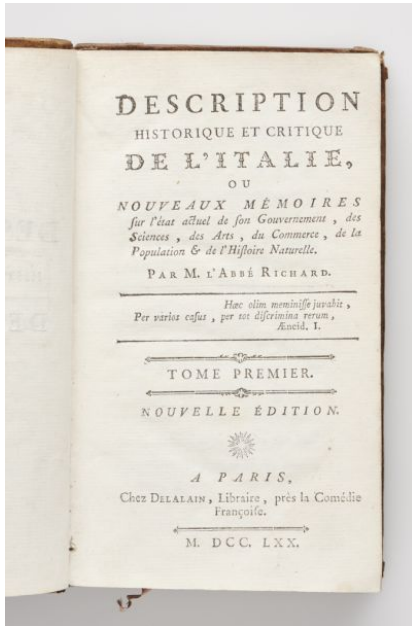 DESCRIPTION
HISTORIQUE ET CRITIQUE
DE L'ITALIE,
OU
NOUVEAUX MÉMOIRES
ſur l'état actuel de ſon Gouvernement, des
Sciences, des Arts, du Commerce, de la
Population & de l'Hiſtoire Naturelle.
PAR M. L'ABBÉ RICHARD.
Hæc olim meminiſſe juvabit,
Per varios caſus, per tot diſcrimina rerum,
Æneid. I.
TOME PREMIER.
NOUVELLE ÉDITION.
A PARIS,
Chez DELALAIN, Libraire, près la Comédie
Françoiſe.
M. DCC. LXX.